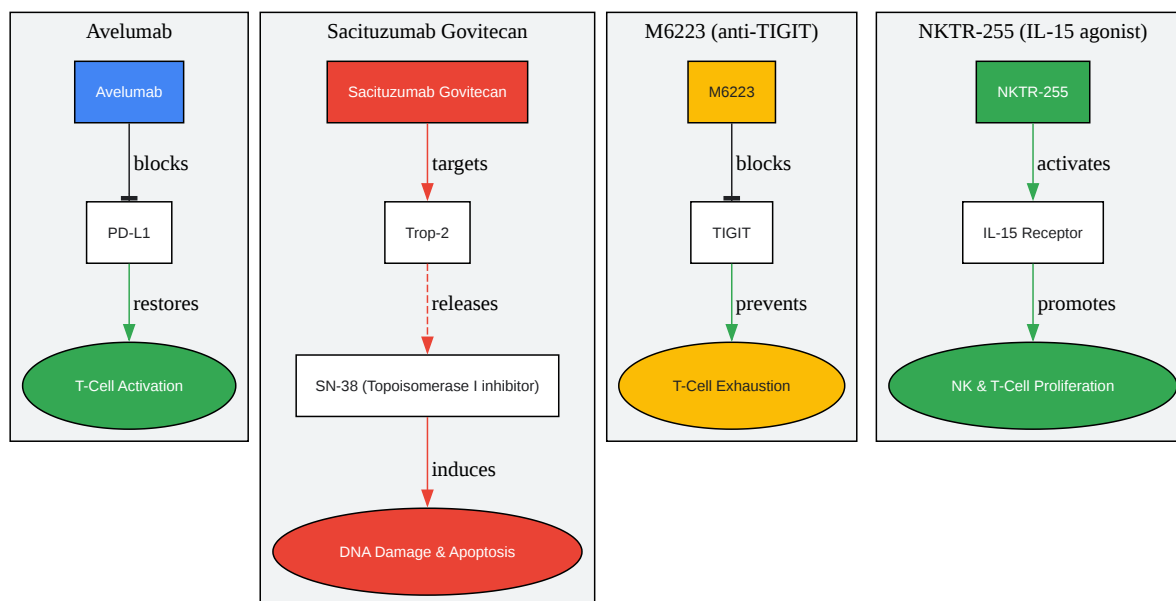 Avelumab
Avelumab
blocks
PD-L1
restores
T-Cell Activation
Sacituzumab Govitecan
Sacituzumab Govitecan
targets
Trop-2
releases
SN-38 (Topoisomerase I inhibitor)
induces
DNA Damage & Apoptosis
M6223 (anti-TIGIT)
M6223
blocks
TIGIT
prevents
T-Cell Exhaustion
NKTR-255 (IL-15 agonist)
NKTR-255
activates
IL-15 Receptor
promotes
NK & T-Cell Proliferation